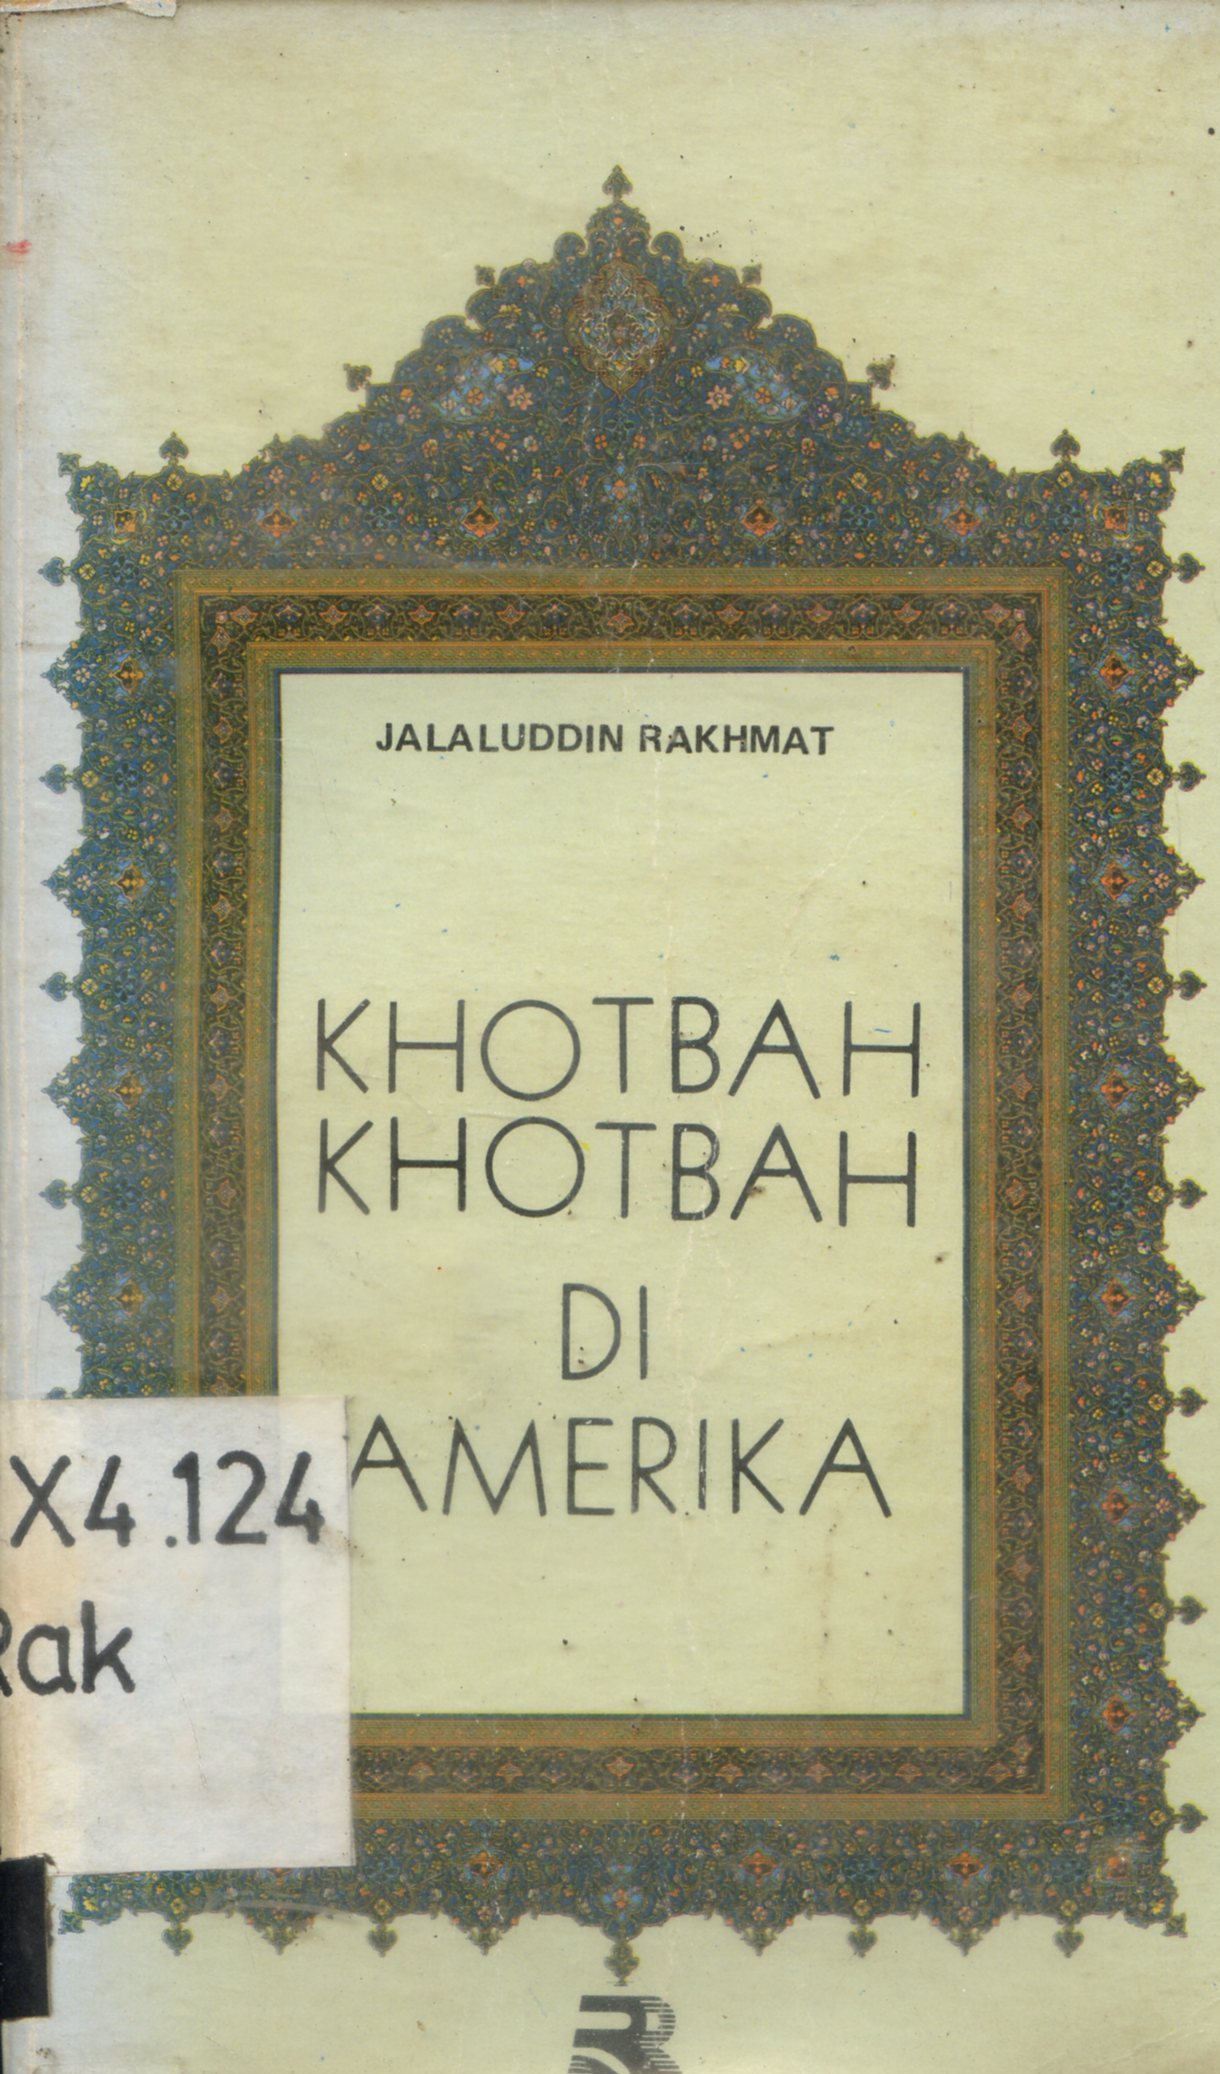 JALALUDDIN RAKHMAT
KHOTBAH
KHOTBAH
DI
AMERIKA
X4.124
Rak